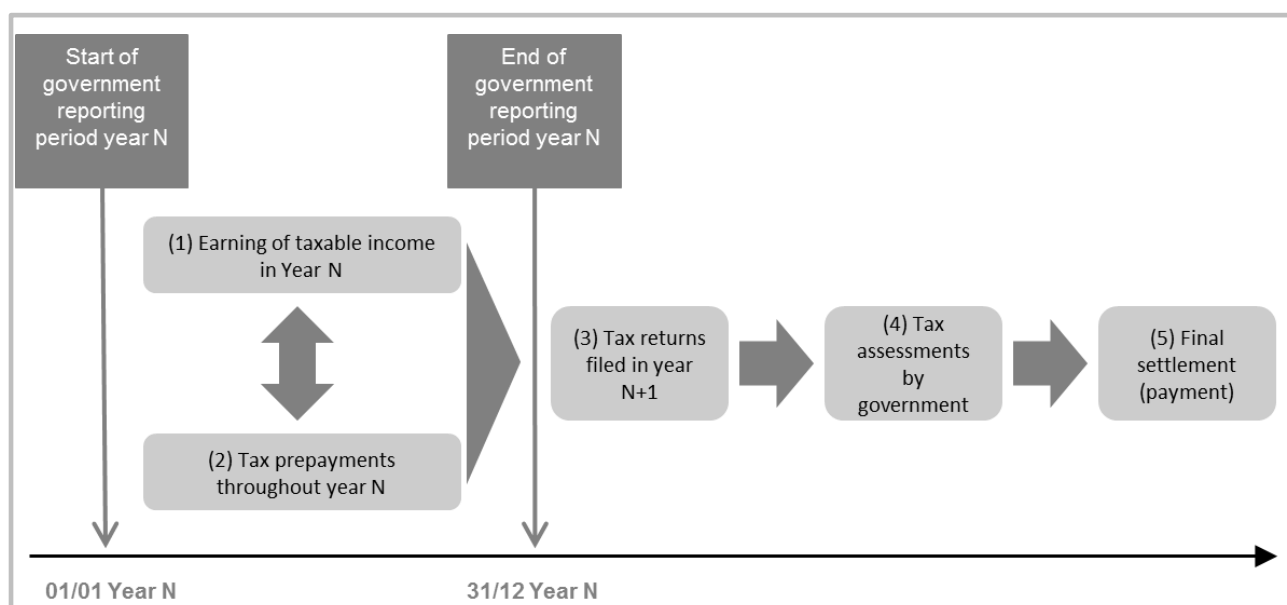 Start of
government
reporting
period year N
End of
government
reporting
period year N
(1) Earning of taxable income
in Year N
(2) Tax prepayments
throughout year N
(3) Tax returns
filed in year
N+1
(4) Tax
assessments
by
government
(5) Final
settlement
(payment)
01/01 Year N
31/12 Year N